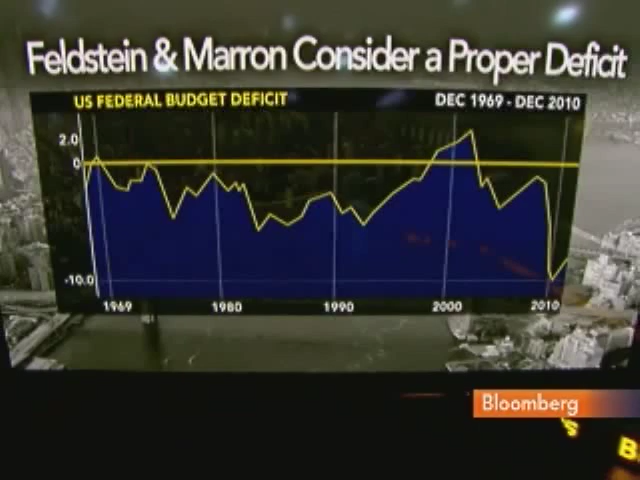 Feldstein & Marron Consider a Proper Deficit
US FEDERAL BUDGET DEFICIT
DEC 1969 - DEC 2010
2.0
0
-10.0
1969
1980
1990
2000
2010
Bloomberg
's
B